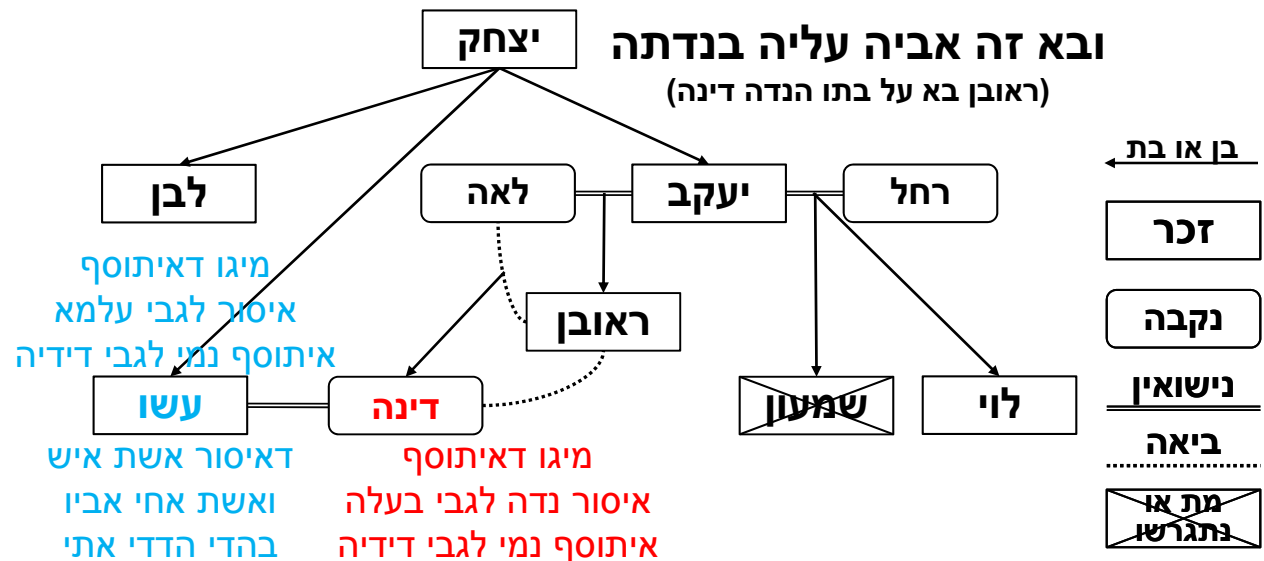 ובא זה אביה עליה בנדתה
(ראובן בא על בתו הנדה דינה)
יצחק
לבן
לאה
יעקב
רחל
ראובן
עשו
דינה
שמעון
לוי
מיגו דאיתוסף
איסור לגבי עלמא
איתוסף נמי לגבי דידיה
דאיסור אשת איש
ואשת אחי אביו
בהדי הדדי אתי
מיגו דאיתוסף
איסור נדה לגבי בעלה
איתוסף נמי לגבי דידיה
בן או בת
זכר
נקבה
נישואין
ביאה
מת או
נתגרשו